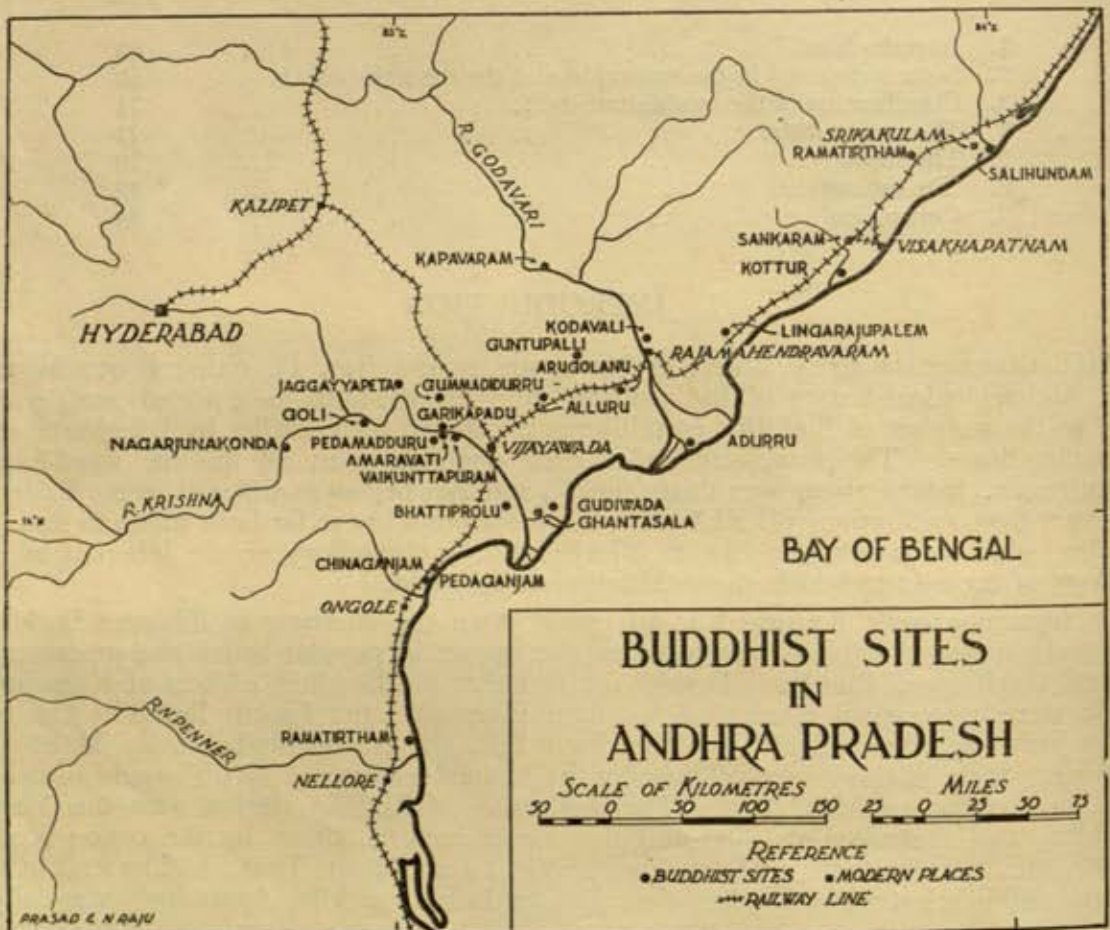 R. GODAVARI
SRIKAKULAM
RAMATIRTHAM
SALIHUNDAM
KALIPET
SANKARAM
VISAKHAPATNAM
KAPAVARAM
KOTTUR
HYDERABAD
KODAVALI
LINGARAJUPALEM
GUNTUPALLI
RAJAMAHENDRAVARAM
ARUGOLANU
JAGGAYYAPETA
GUMMADIDURRU
ALLURU
GOLI
GARIKAPADU
NAGARJUNAKONDA
PEDAMADDURU
VIJAYAWADA
ADURRU
AMARAVATI
VAIKUNTTAPURAM
R. KRISHNA
BHATTIPROLU
GUDIWADA
GHANTASALA
BAY OF BENGAL
CHINAGANJAM
PEDAGANJAM
ONGOLE
R.N PENNER
RAMATIRTHAM
NELLORE
BUDDHIST SITES
IN
ANDHRA PRADESH
SCALE OF KILOMETRES MILES
50 0 50 100 150 25 0 25 50 75
REFERENCE
BUDDHIST SITES MODERN PLACES
RAILWAY LINE
PRASAD & N RAJU